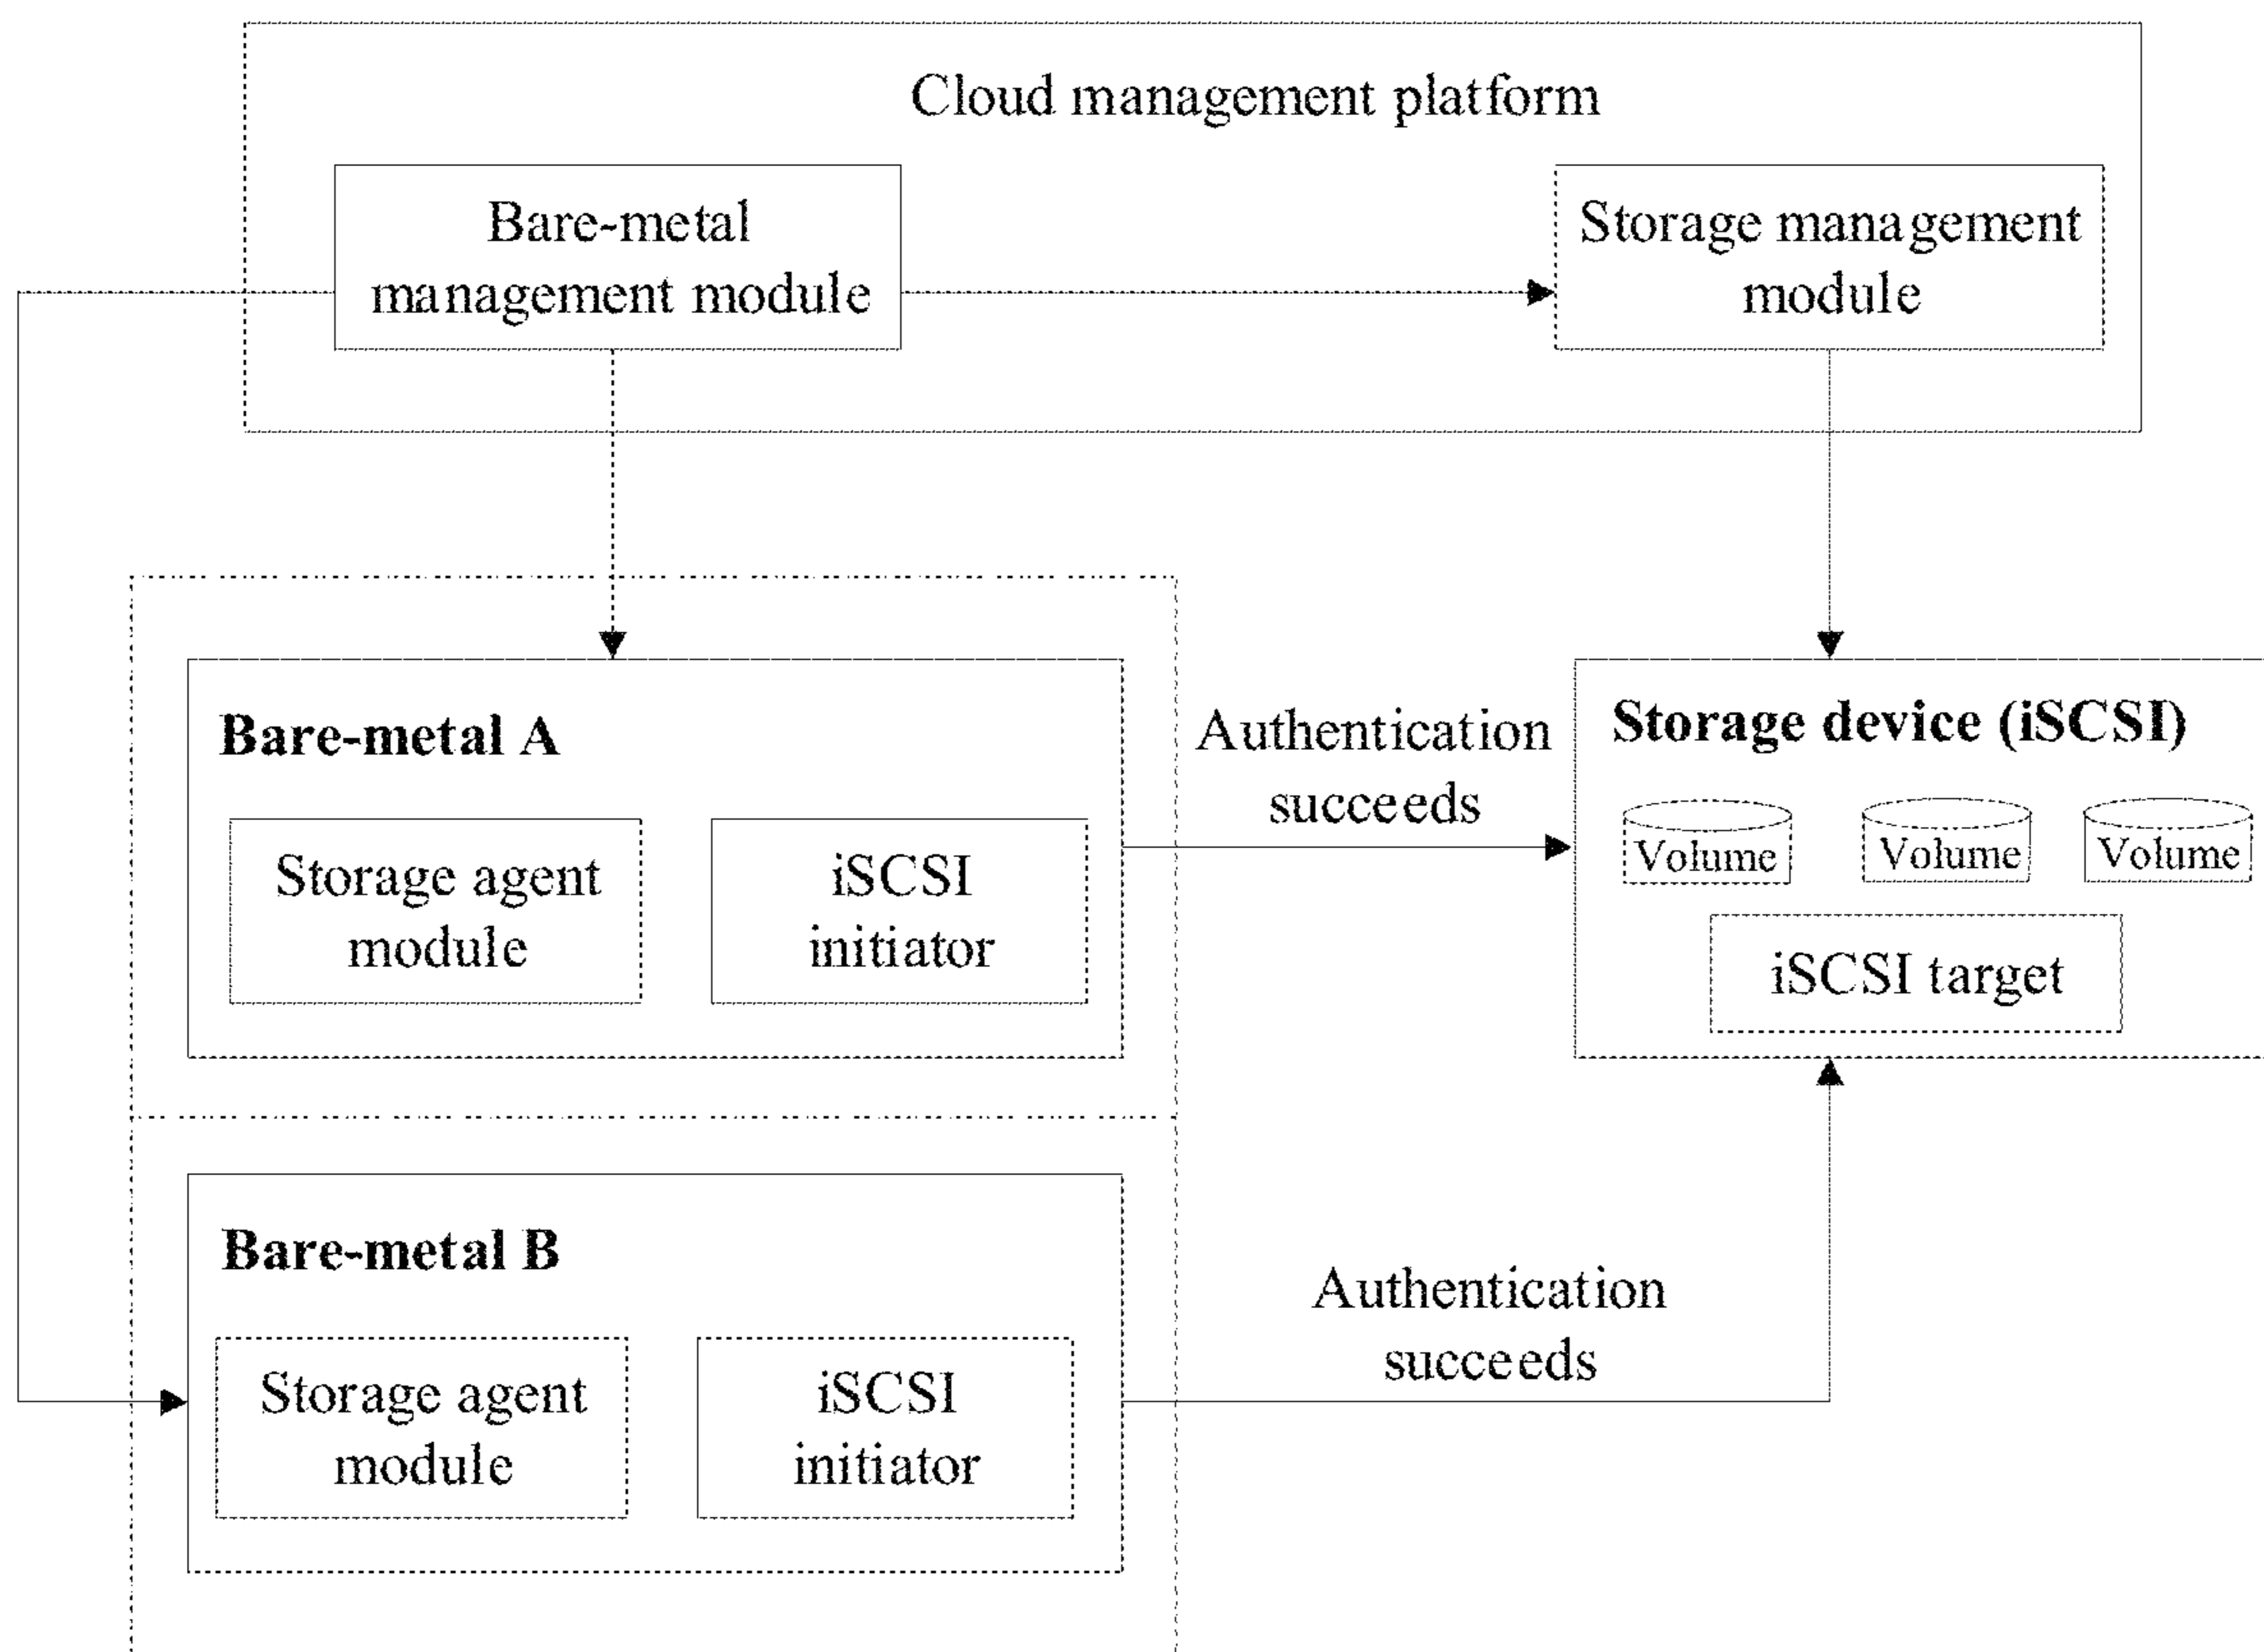 Cloud management platform
Bare-metal
management module
Storage management
module
Bare-metal A
Storage agent
module
iSCSI
initiator
Authentication
succeeds
Storage device (iSCSI)
Volume
Volume
Volume
iSCSI target
Bare-metal B
Storage agent
module
iSCSI
initiator
Authentication
succeeds